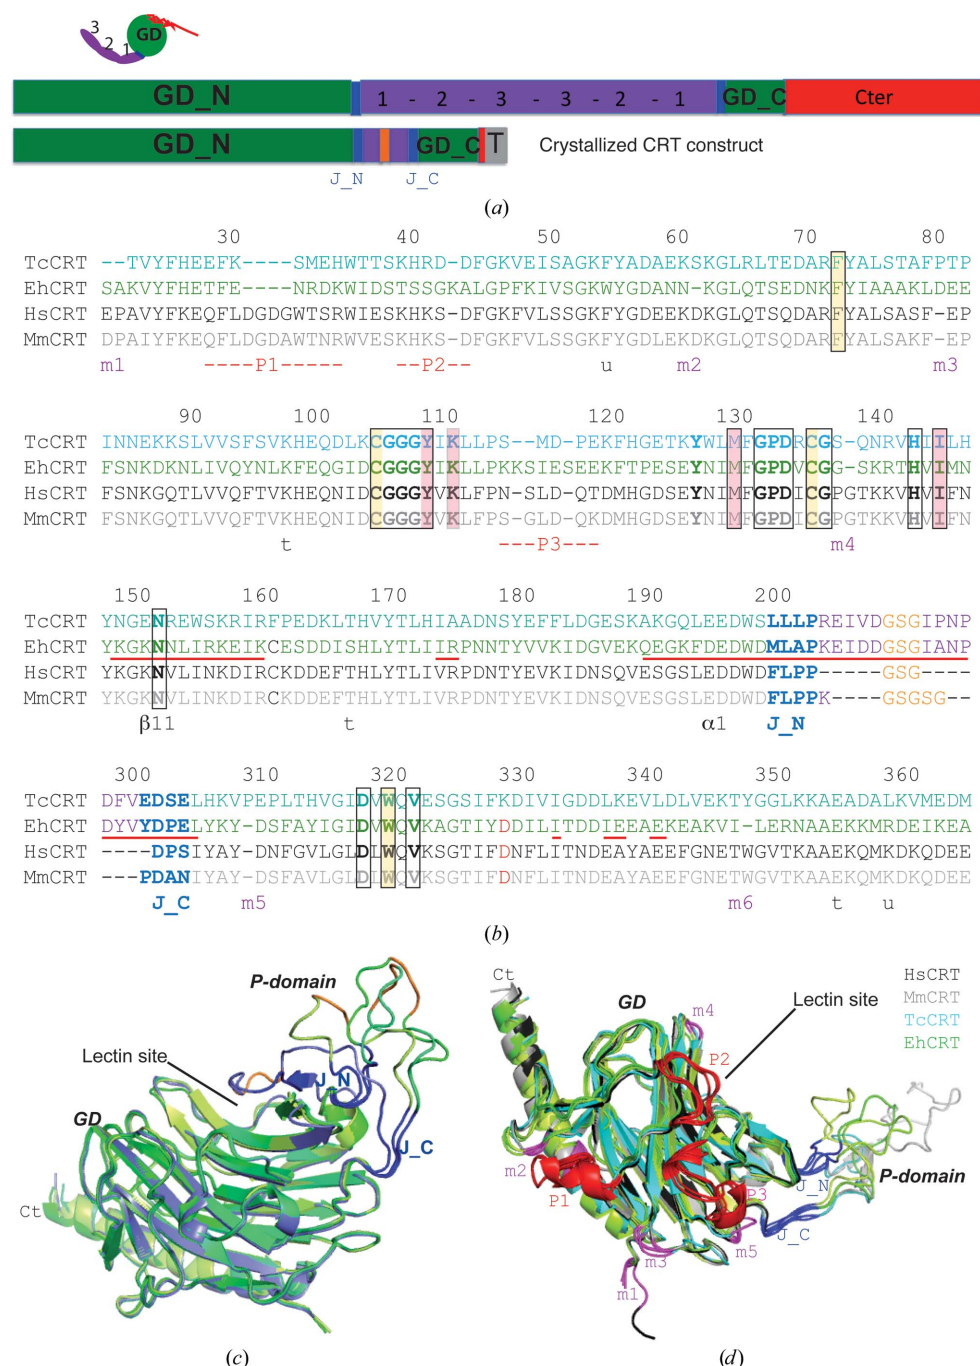 3
2
1
GD
GD_N
1 - 2 - 3 - 3 - 2 - 1
GD_C
Cter
GD_N
GD_C
T
Crystallized CRT construct
J_N J_C
(a)
30 40 50 60 70 80
TcCRT --TVYFHEEFK----SMEHWTTSKHRD-DFGKVEISAGKFYADAEKSKGLRLTEDARFYALSTAFPTP
EhCRT SAKVYFHETFE----NRDKWIDSTSSGKALGPFKIVSGKWYGDANN-KGLQTSEDNKFYIAAAKLDEE
HsCRT EPAVYFKEQFLDGDGWTSRWIESKHKS-DFGKFVLSSGKFYGDEEKDKGLQTSQDARFYALSASF-EP
MmCRT DPAIYFKEQFLDGDAWTNRWVESKHKS-DFGKFVLSSGKFYGDLEKDKGLQTSQDARFYALSAKF-EP
m1 ----P1----- --P2-- u m2 m3
90 100 110 120 130 140
TcCRT INNEKKSLVVSFSVKHEQDLKCGGGYIKLLPS--MD-PEKFHGETKYWLMFGPDRCGS-QNRVHIILH
EhCRT FSNKDKNLIVQYNLKFEQGIDCGGGYIKLLPKKSIESEEKFTPESEYNIMFGPDVCGG-SKRTHVIMN
HsCRT FSNKGQTLVVQFTVKHEQNIDCGGGYVKLFPN-SLD-QTDMHGDSEYNIMFGPDICGPGTKKVHVIFN
MmCRT FSNKGQTLVVQFTVKHEQNIDCGGGYVKLFPS-GLD-QKDMHGDSEYNIMFGPDICGPGTKKVHVIFN
t ---P3--- m4
150 160 170 180 190 200
TcCRT YNGENREWSKRIRFPEDKLTHVYTLHIAADNSYEFFLDGESKAKGQLEEDWSLLLPREIVDDGSGIPNP
EhCRT YKGKNNLIRKEIKCESDDISHLYTLIIRPNNTYVVKIDGVEKQEGKFDEDWDMLAPKEIDDGSGIANP
HsCRT YKGKNVLINKDIRCKDDEFTHLYTLIVRPDNTYEVKIDNSQVESGSLEDDWDFLPP----GSG----
MmCRT YKGKNVLINKDIRCKDDEFTHLYTLIVRPDNTYEVKIDNSQVESGSLEDDWDFLPPK---GSGSG--
β11 t α1 J_N
300 310 320 330 340 350 360
TcCRT DFVEDSELHKVPEPLTHVGIDVWQVESGSIFKDIVIGDDLKEVLDLVEKTYGGLKKAEADALKVMEDM
EhCRT DYVYDPELYKY-DSFAYIGIDVWQVKAGTIYDDILITDDIEEAEKEAKVI-LERNAAEKKMRDEIKEA
HsCRT ----DPSIYAY-DNFGVLGLDLWQVKSGTIFDNFLITNDEAYAEEFGNETWGVTKAAEKQMKDKQDEE
MmCRT ---PDANIYAY-DSFAVLGLDLWQVKSGTIFDNFLITNDEAYAEEFGNETWGVTKAAEKQMKDKQDEE
J_C m5 m6 t u
(b)
P-domain
Lectin site
J_N
GD
J_C
Ct
(c)
Ct
GD
m4
Lectin site
HsCRT
MmCRT
TcCRT
EhCRT
P2
m2
P1
P3
J_N
P-domain
J_C
m3
m5
m1
(d)